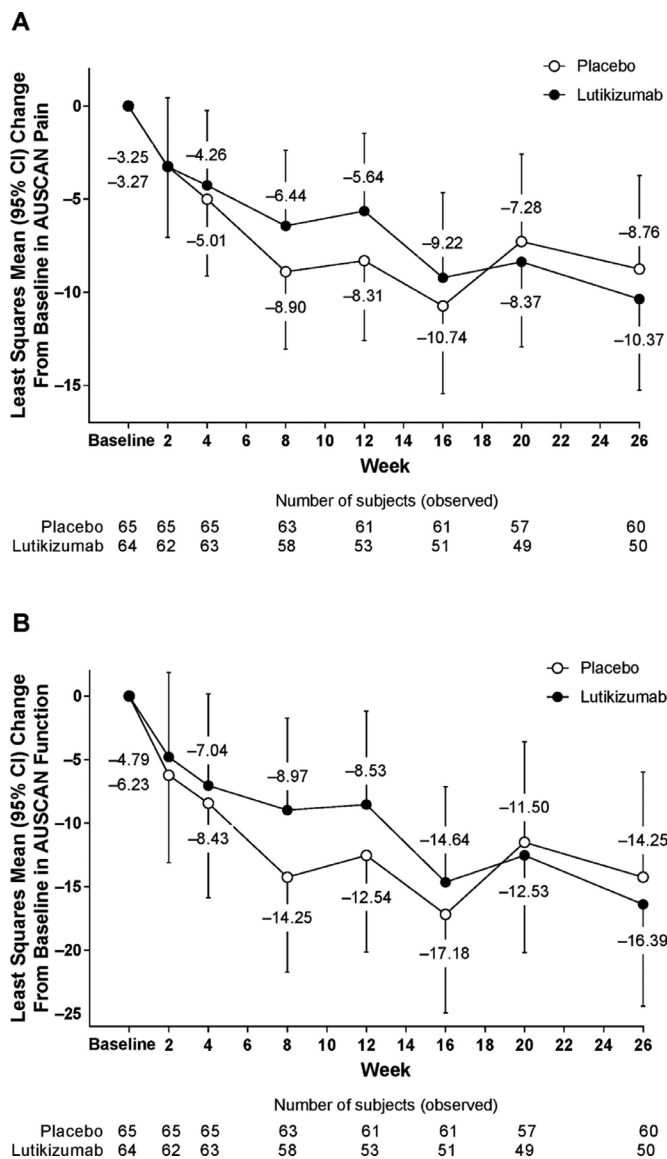 A
Placebo
Lutikizumab
Least Squares Mean (95% CI) Change
From Baseline in AUSCAN Pain
0
–5
–10
–15
–3.25
–3.27
–4.26
–5.01
–6.44
–8.90
–5.64
–8.31
–9.22
–10.74
–7.28
–8.37
–8.76
–10.37
Baseline 2 4 6 8 10 12 14 16 18 20 22 24 26
Week
Number of subjects (observed)
Placebo 65 65 65 63 61 61 57 60
Lutikizumab 64 62 63 58 53 51 49 50
B
Placebo
Lutikizumab
Least Squares Mean (95% CI) Change
From Baseline in AUSCAN Function
0
–5
–10
–15
–20
–25
–4.79
–6.23
–7.04
–8.43
–8.97
–14.25
–8.53
–12.54
–14.64
–17.18
–11.50
–12.53
–14.25
–16.39
Baseline 2 4 6 8 10 12 14 16 18 20 22 24 26
Week
Number of subjects (observed)
Placebo 65 65 65 63 61 61 57 60
Lutikizumab 64 62 63 58 53 51 49 50